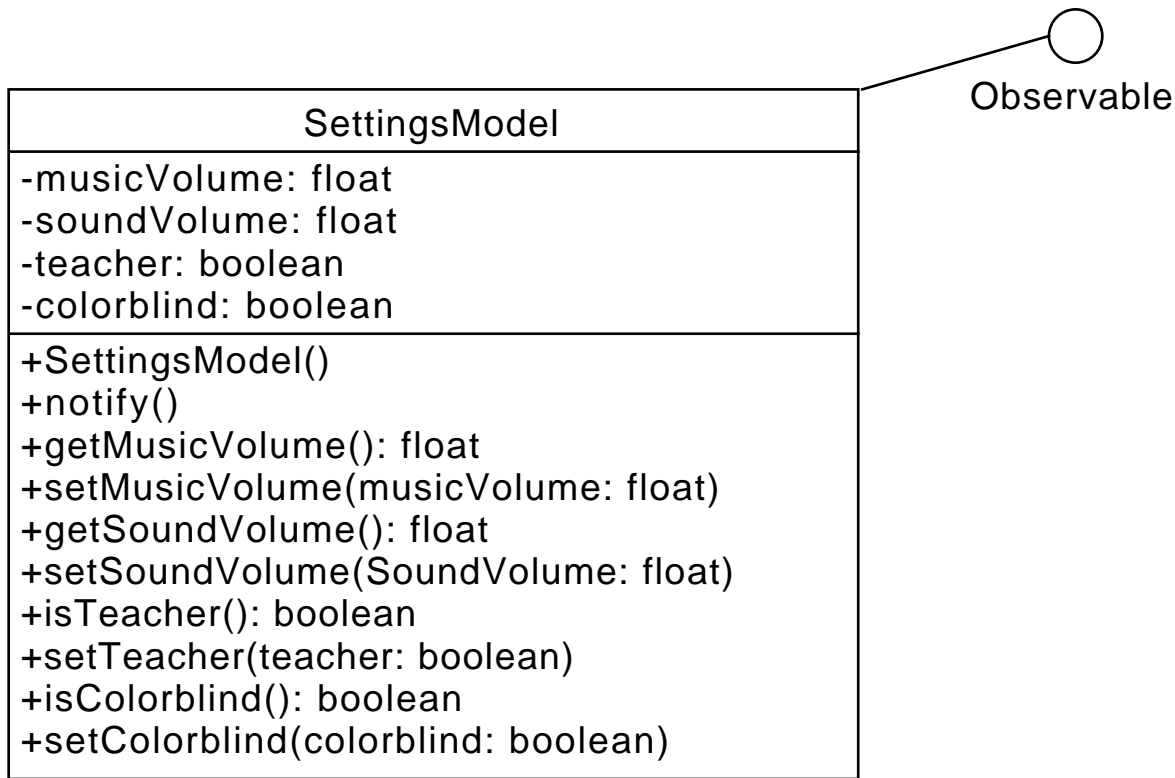 Observable
SettingsModel
-musicVolume: float
-soundVolume: float
-teacher: boolean
-colorblind: boolean
+SettingsModel()
+notify()
+getMusicVolume(): float
+setMusicVolume(musicVolume: float)
+getSoundVolume(): float
+setSoundVolume(SoundVolume: float)
+isTeacher(): boolean
+setTeacher(teacher: boolean)
+isColorblind(): boolean
+setColorblind(colorblind: boolean)